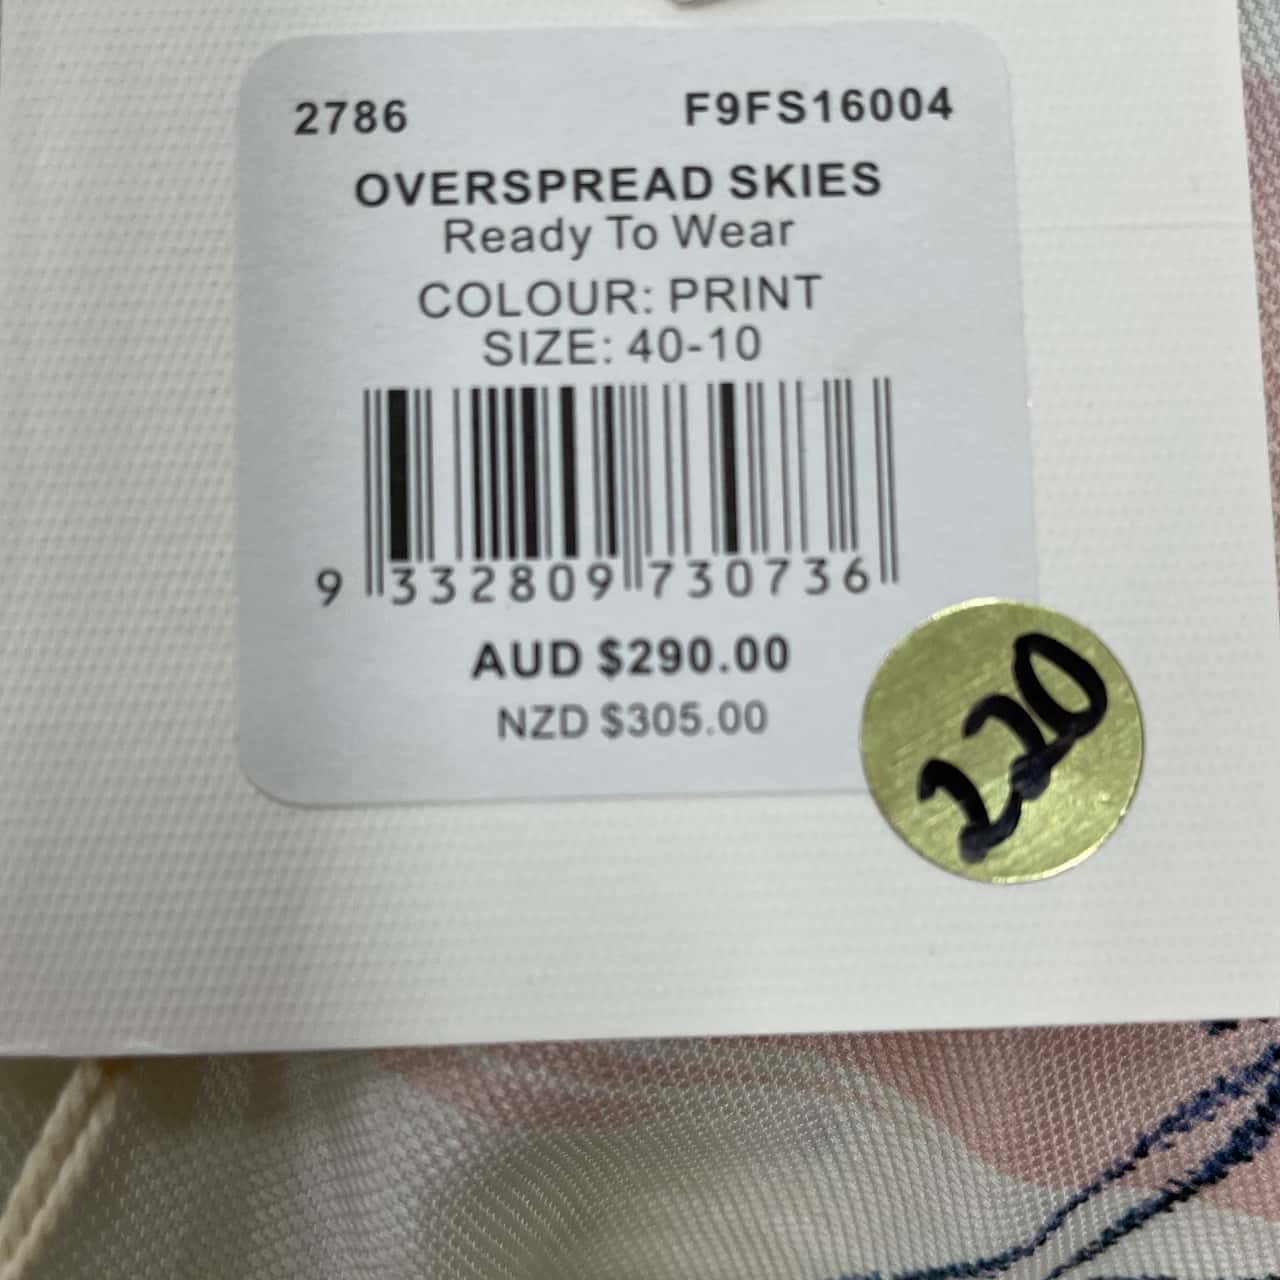 2786 F9FS16004
OVERSPREAD SKIES
Ready To Wear
COLOUR: PRINT
SIZE: 40-10
9 332809 730736
AUD $290.00
NZD $305.00
220